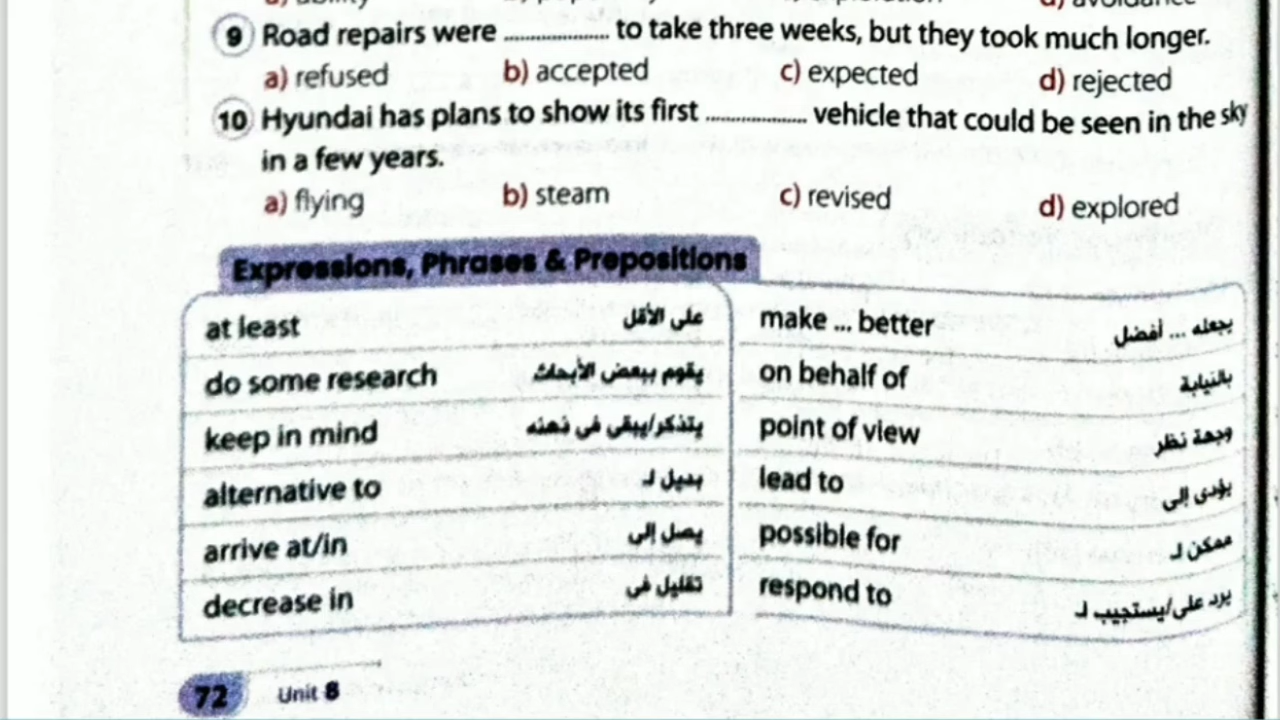 9 Road repairs were .................... to take three weeks, but they took much longer.
a) refused b) accepted c) expected d) rejected
10 Hyundai has plans to show its first ................... vehicle that could be seen in the sky
in a few years.
a) flying b) steam c) revised d) explored
Expressions, Phrases & Prepositions
at least على الأقل make ... better يجعله ... أفضل
do some research يقوم ببعض الأبحاث on behalf of بالنيابة
keep in mind يتذكر/يبقى فى ذهنه point of view وجهة نظر
alternative to بديل لـ lead to يؤدى إلى
arrive at/in يصل إلى possible for ممكن لـ
decrease in تقليل فى respond to يرد على/يستجيب لـ
72 Unit 8